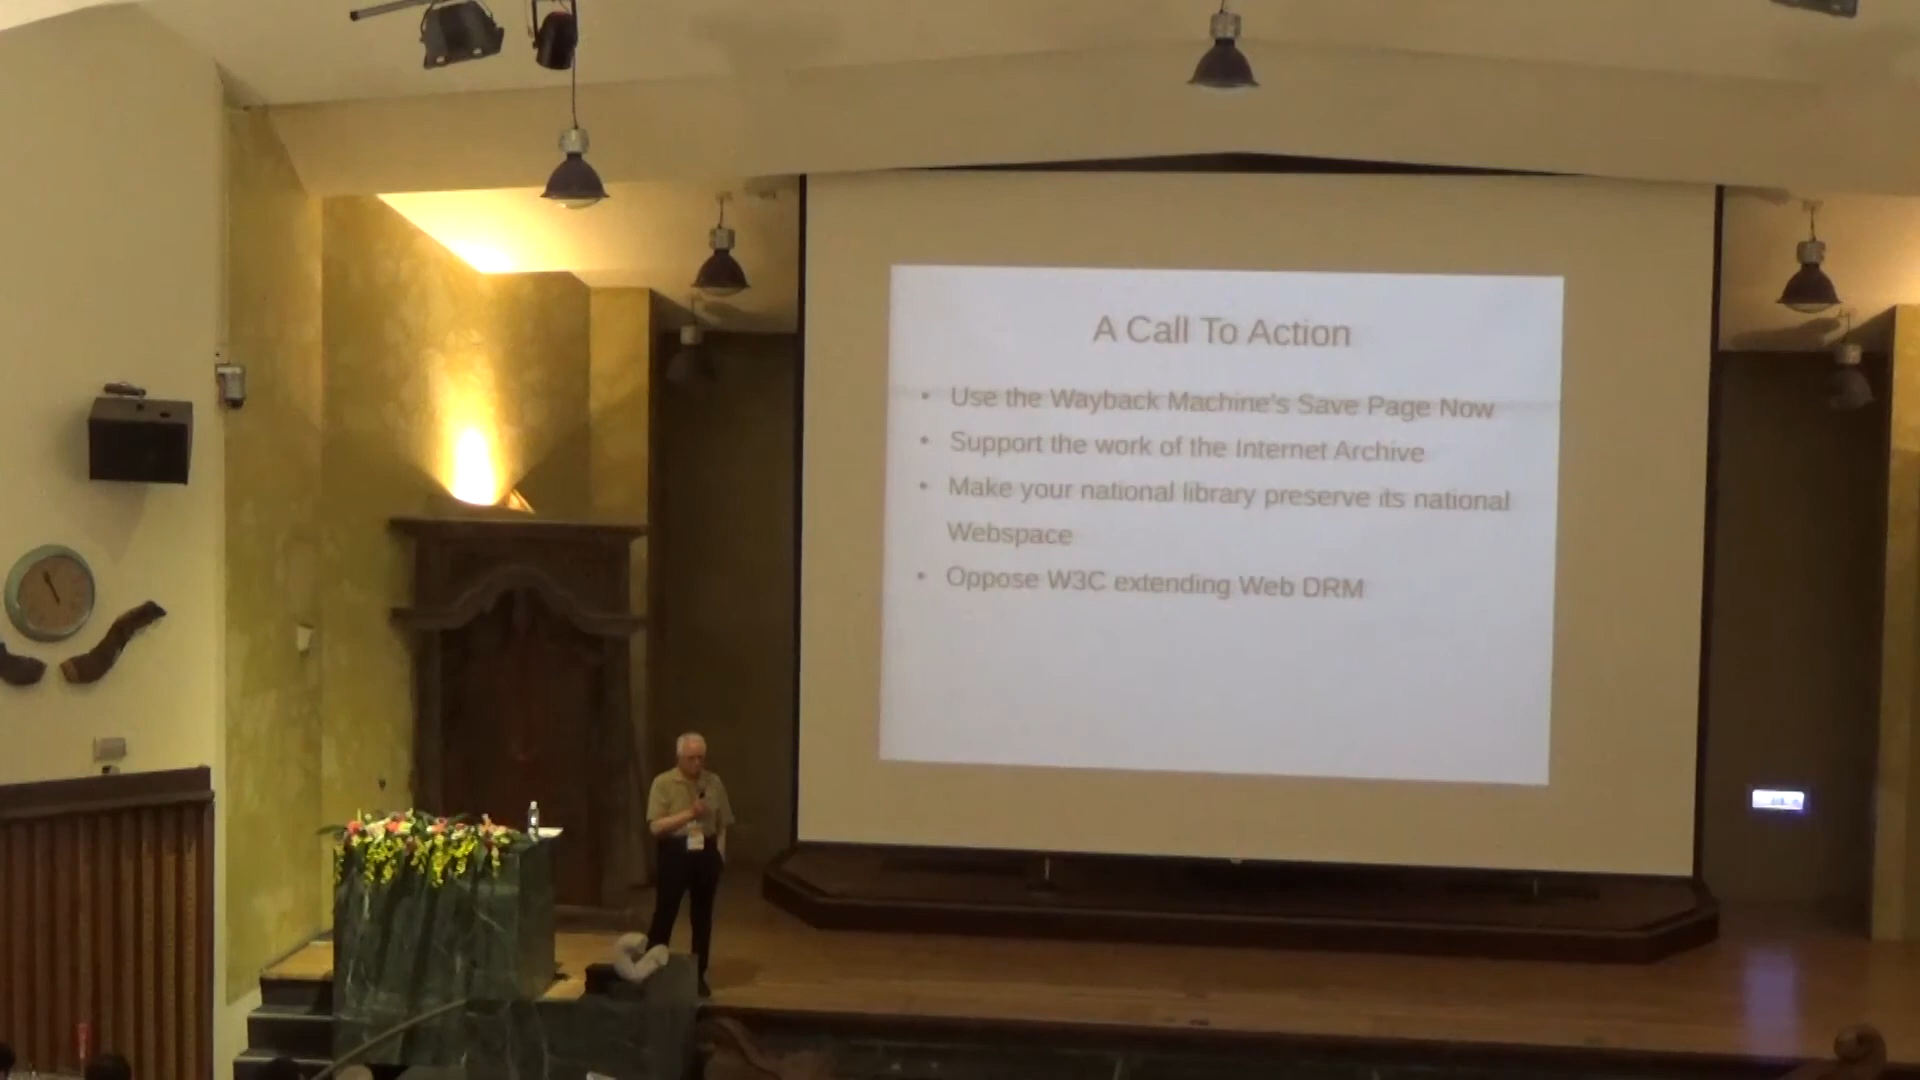 A Call To Action
• Use the Wayback Machine's Save Page Now
• Support the work of the Internet Archive
• Make your national library preserve its national
Webspace
• Oppose W3C extending Web DRM